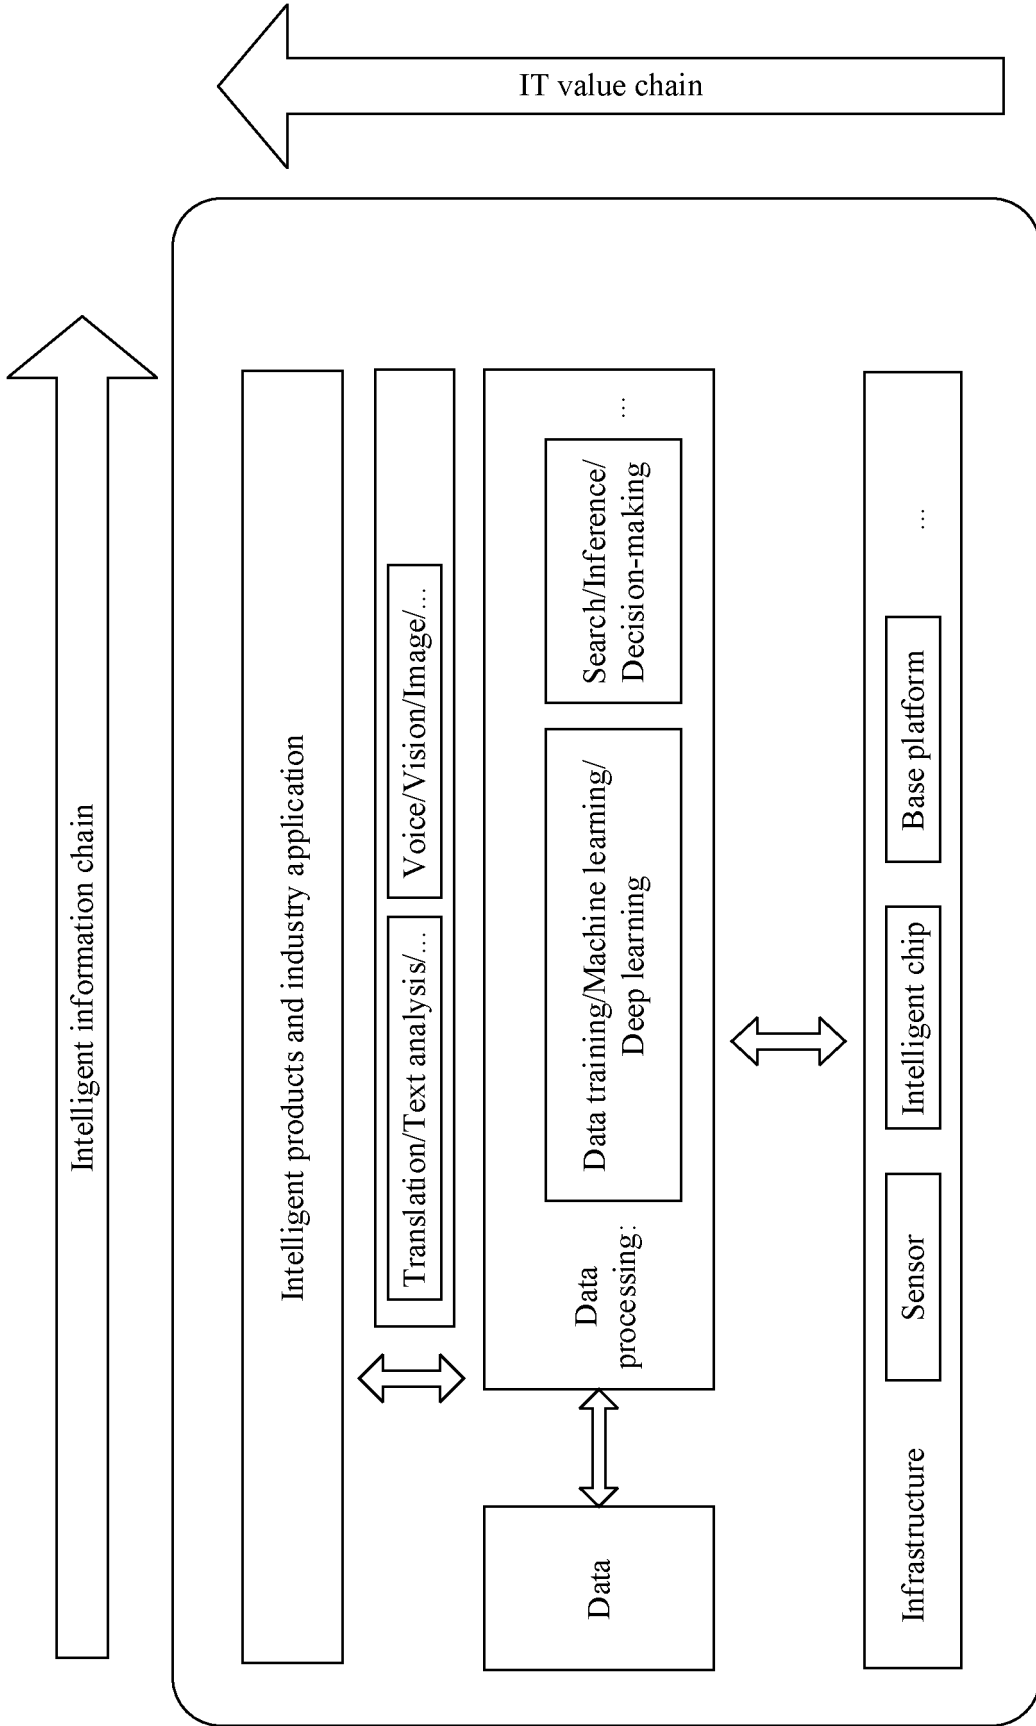 Intelligent information chain
IT value chain
Intelligent products and industry application
Translation/Text analysis/...
Voice/Vision/Image/...
Data
Data
processing:
Data training/Machine learning/
Deep learning
Search/Inference/
Decision-making
...
Infrastructure
Sensor
Intelligent chip
Base platform
...